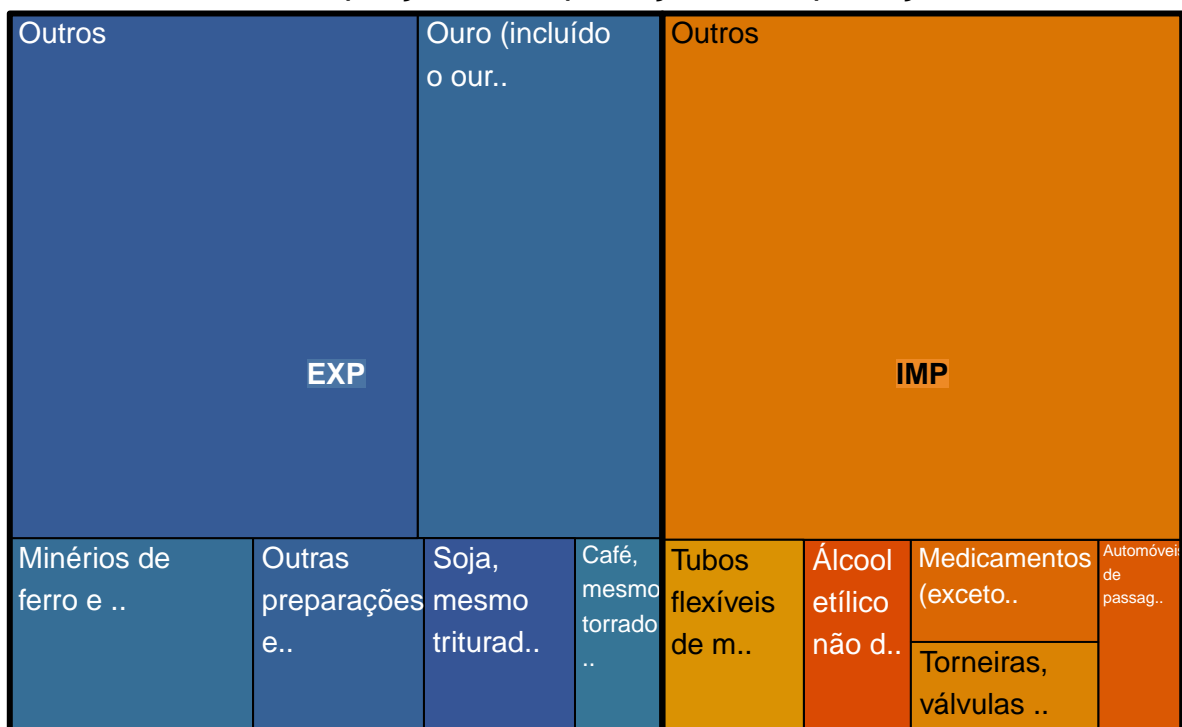 Outros
Ouro (incluído
o our..
EXP
Minérios de
ferro e ..
Outras
preparações
e..
Soja,
mesmo
triturad..
Café,
mesmo
torrado
..
Outros
IMP
Tubos
flexíveis
de m..
Álcool
etílico
não d..
Medicamentos
(exceto..
Torneiras,
válvulas ..
Automóveis
de
passag..